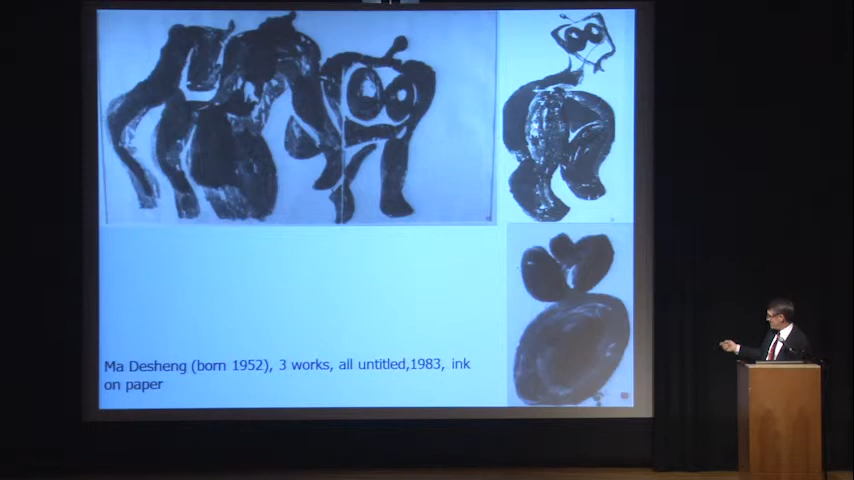 Ma Desheng (born 1952), 3 works, all untitled,1983, ink
on paper